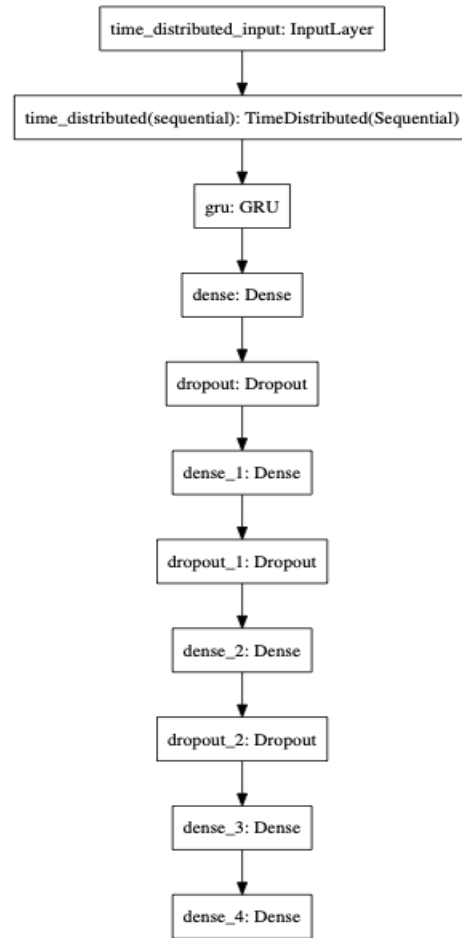 time_distributed_input: InputLayer
time_distributed(sequential): TimeDistributed(Sequential)
gru: GRU
dense: Dense
dropout: Dropout
dense_1: Dense
dropout_1: Dropout
dense_2: Dense
dropout_2: Dropout
dense_3: Dense
dense_4: Dense